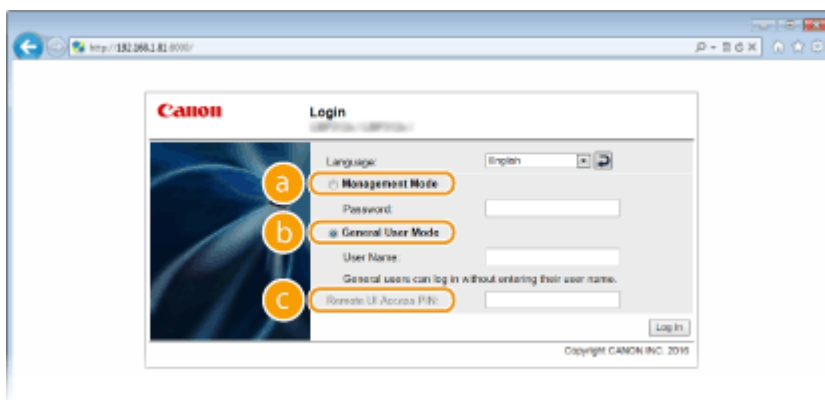 http://192.168.1.81:8000/
Canon
Login
Language:
English
a
Management Mode
Password:
b
General User Mode
User Name:
General users can log in without entering their user name.
c
Remote UI Access PIN:
Log In
Copyright CANON INC. 2016